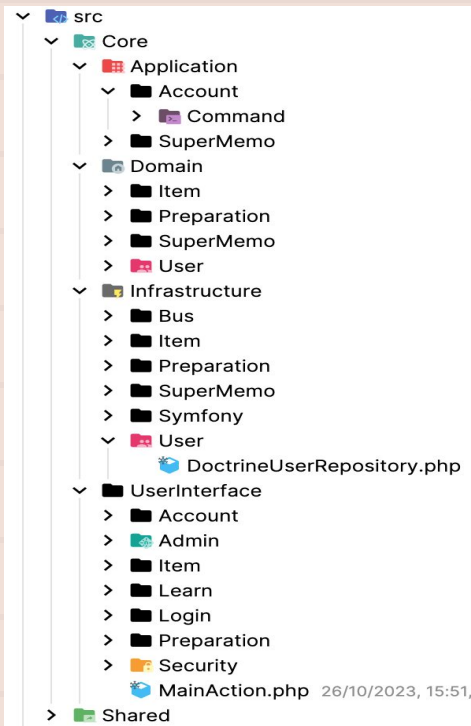 src
Core
Application
Account
Command
SuperMemo
Domain
Item
Preparation
SuperMemo
User
Infrastructure
Bus
Item
Preparation
SuperMemo
Symfony
User
DoctrineUserRepository.php
UserInterface
Account
Admin
Item
Learn
Login
Preparation
Security
MainAction.php 26/10/2023, 15:51,
Shared